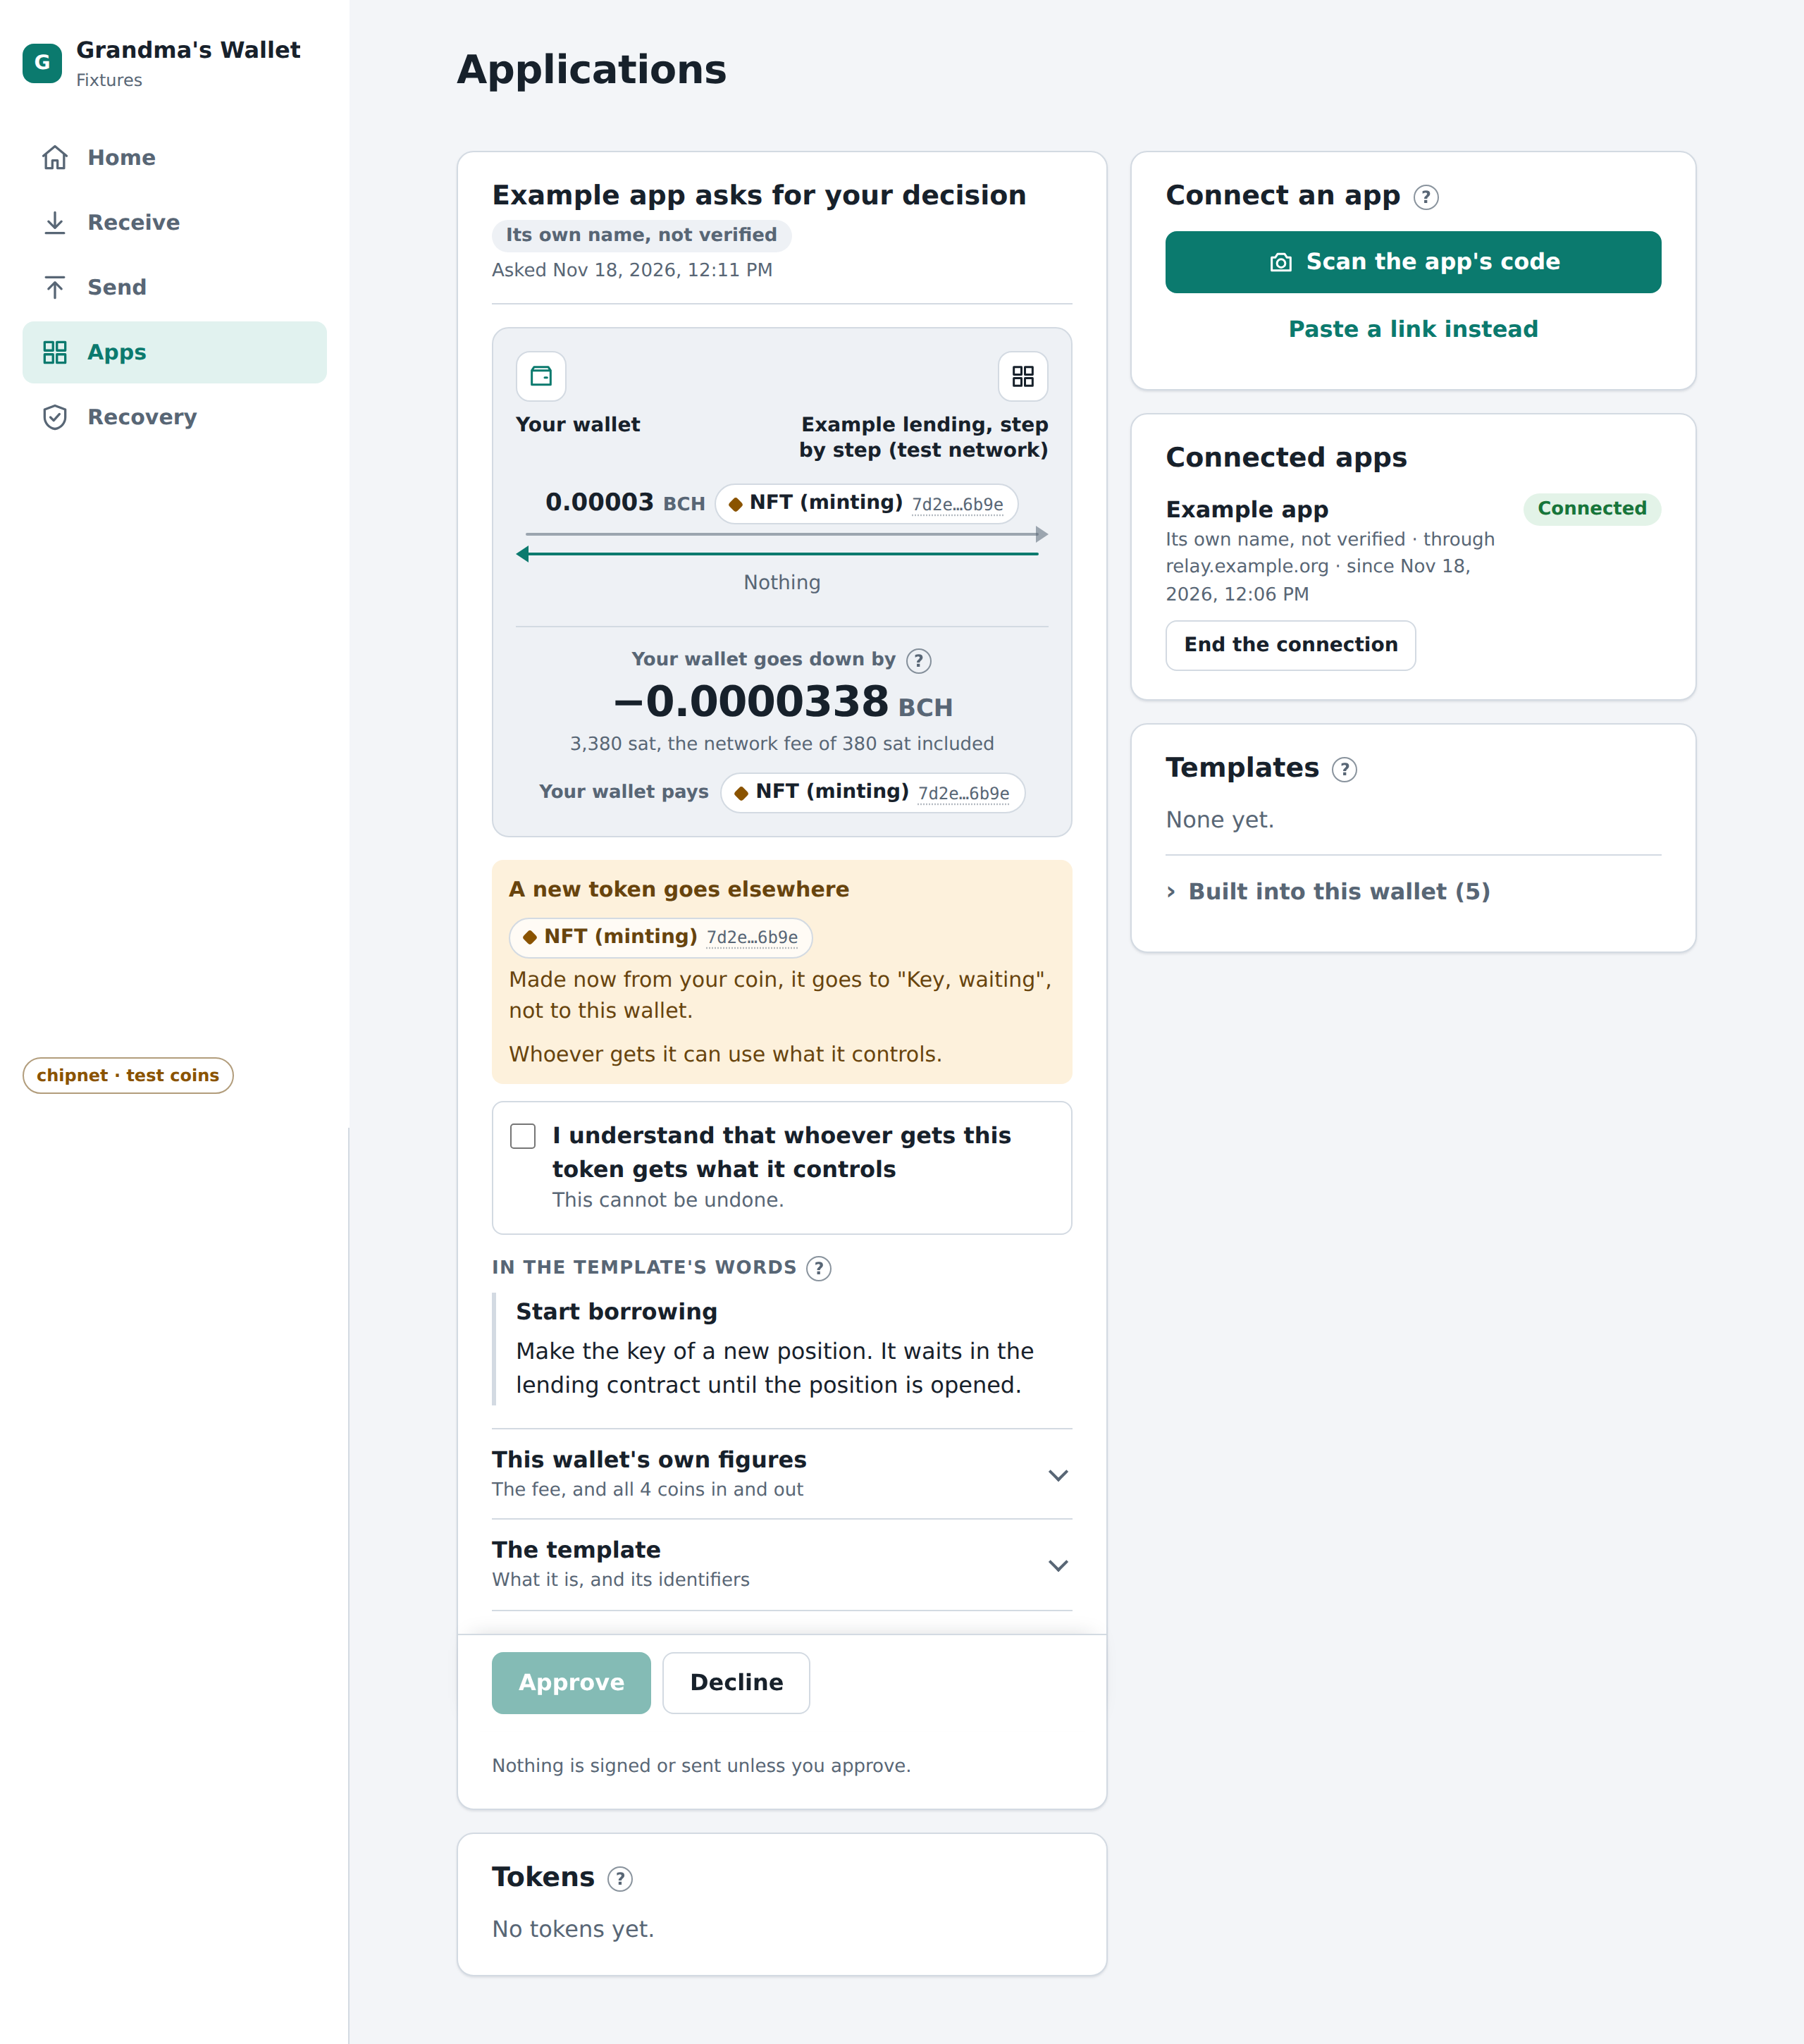 G
Grandma's Wallet
Fixtures
Home
Receive
Send
Apps
Recovery
chipnet · test coins
Applications
Example app asks for your decision
Its own name, not verified
Asked Nov 18, 2026, 12:11 PM
Your wallet
Example lending, step
by step (test network)
0.00003 BCH NFT (minting) 7d2e…6b9e
Nothing
Your wallet goes down by ?
−0.0000338 BCH
3,380 sat, the network fee of 380 sat included
Your wallet pays NFT (minting) 7d2e…6b9e
A new token goes elsewhere
NFT (minting) 7d2e…6b9e
Made now from your coin, it goes to "Key, waiting",
not to this wallet.
Whoever gets it can use what it controls.
I understand that whoever gets this
token gets what it controls
This cannot be undone.
IN THE TEMPLATE'S WORDS ?
Start borrowing
Make the key of a new position. It waits in the
lending contract until the position is opened.
This wallet's own figures
The fee, and all 4 coins in and out
The template
What it is, and its identifiers
Approve
Decline
Nothing is signed or sent unless you approve.
Tokens ?
No tokens yet.
Connect an app ?
Scan the app's code
Paste a link instead
Connected apps
Example app
Connected
Its own name, not verified · through
relay.example.org · since Nov 18,
2026, 12:06 PM
End the connection
Templates ?
None yet.
› Built into this wallet (5)